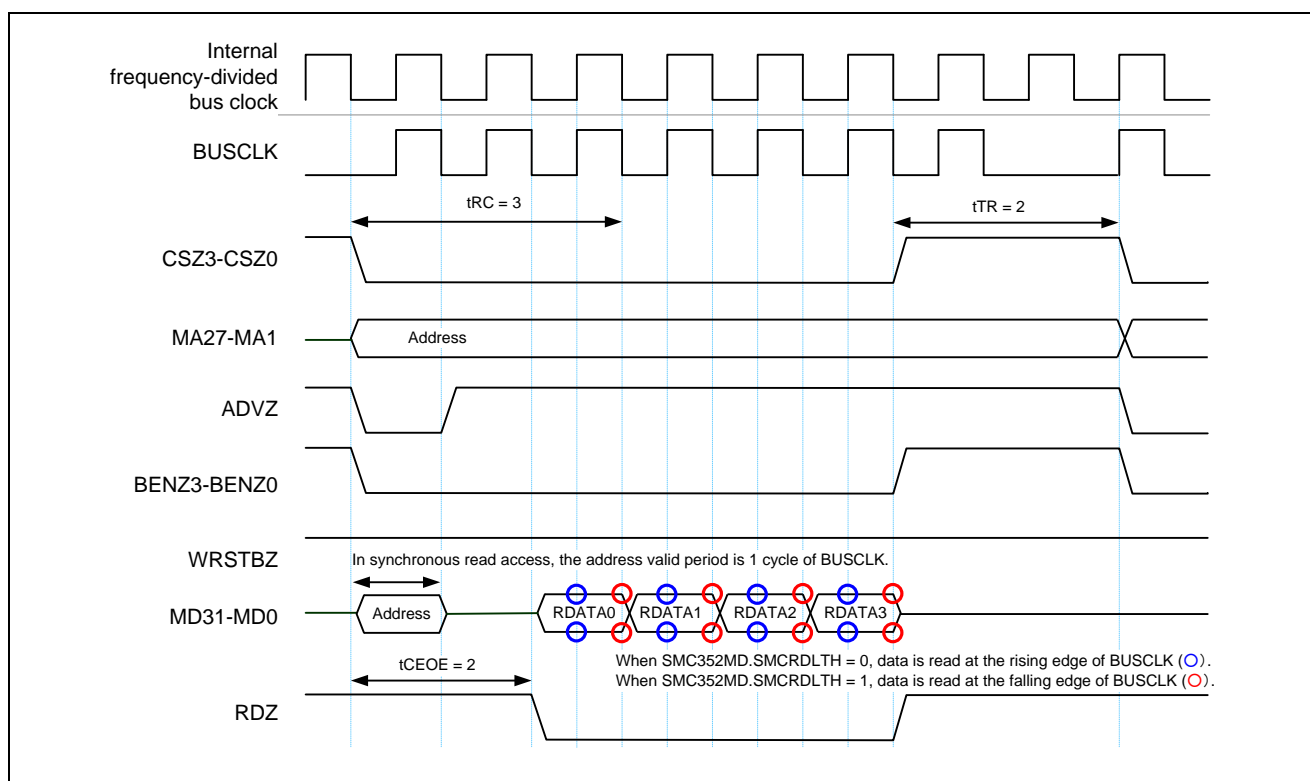 Internal
frequency-divided
bus clock
BUSCLK
tRC = 3
tTR = 2
CSZ3-CSZ0
MA27-MA1
Address
ADVZ
BENZ3-BENZ0
WRSTBZ
In synchronous read access, the address valid period is 1 cycle of BUSCLK.
MD31-MD0
Address
RDATA0
RDATA1
RDATA2
RDATA3
When SMC352MD.SMCRDLTH = 0, data is read at the rising edge of BUSCLK (○).
When SMC352MD.SMCRDLTH = 1, data is read at the falling edge of BUSCLK (○).
tCEOE = 2
RDZ